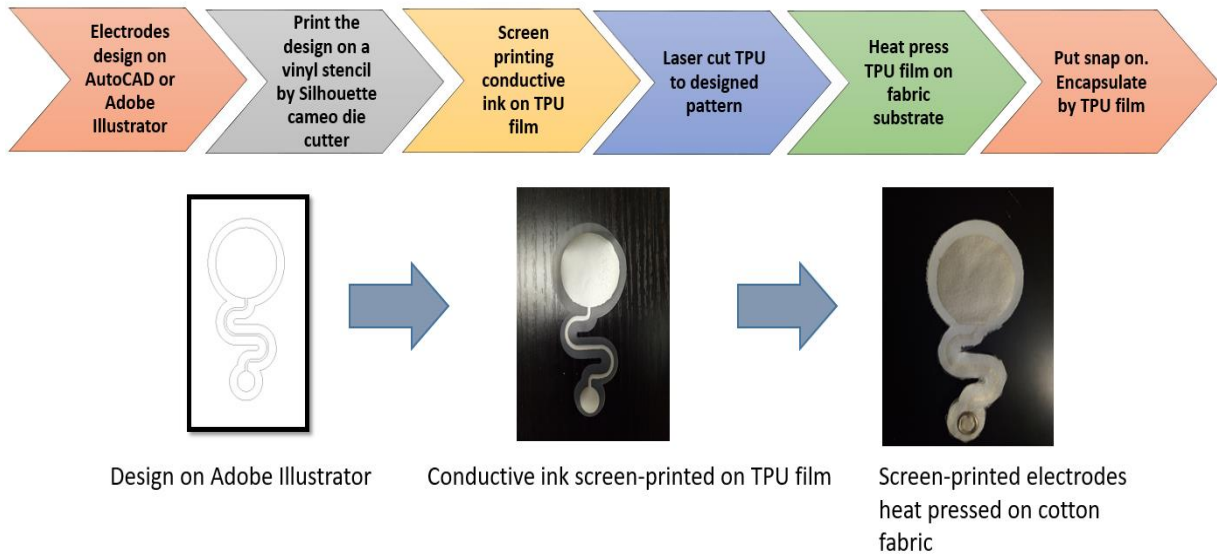 Electrodes
design on
AutoCAD or
Adobe
Illustrator
Print the
design on a
vinyl stencil
by Silhouette
cameo die
cutter
Screen
printing
conductive
ink on TPU
film
Laser cut TPU
to designed
pattern
Heat press
TPU film on
fabric
substrate
Put snap on.
Encapsulate
by TPU film
Design on Adobe Illustrator
Conductive ink screen-printed on TPU film
Screen-printed electrodes
heat pressed on cotton
fabric